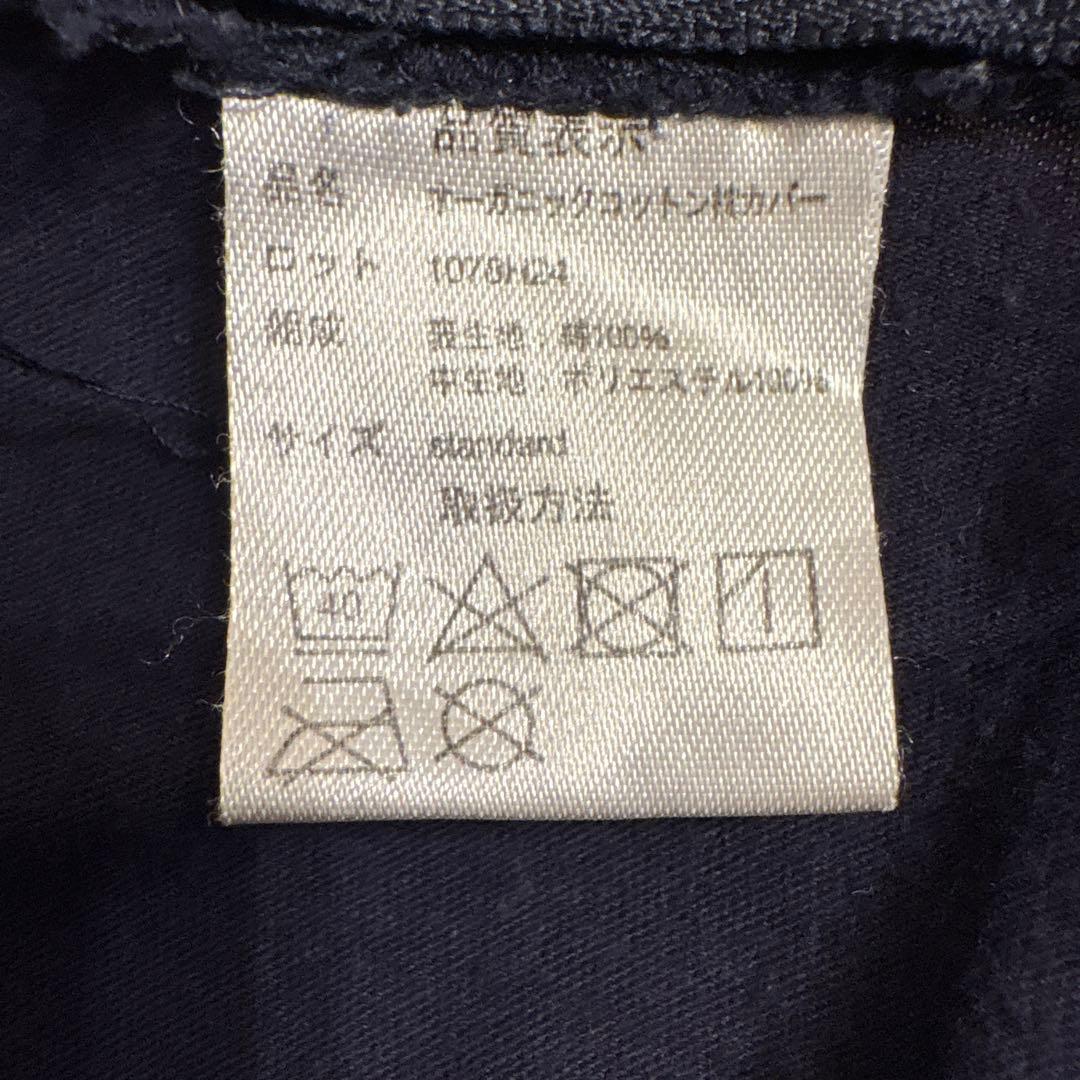 品質表示
品名 オーガニックコットン枕カバー
ロット 1078H24
組成 表生地 綿100%
中生地 ポリエステル100%
サイズ standard
取扱方法
40